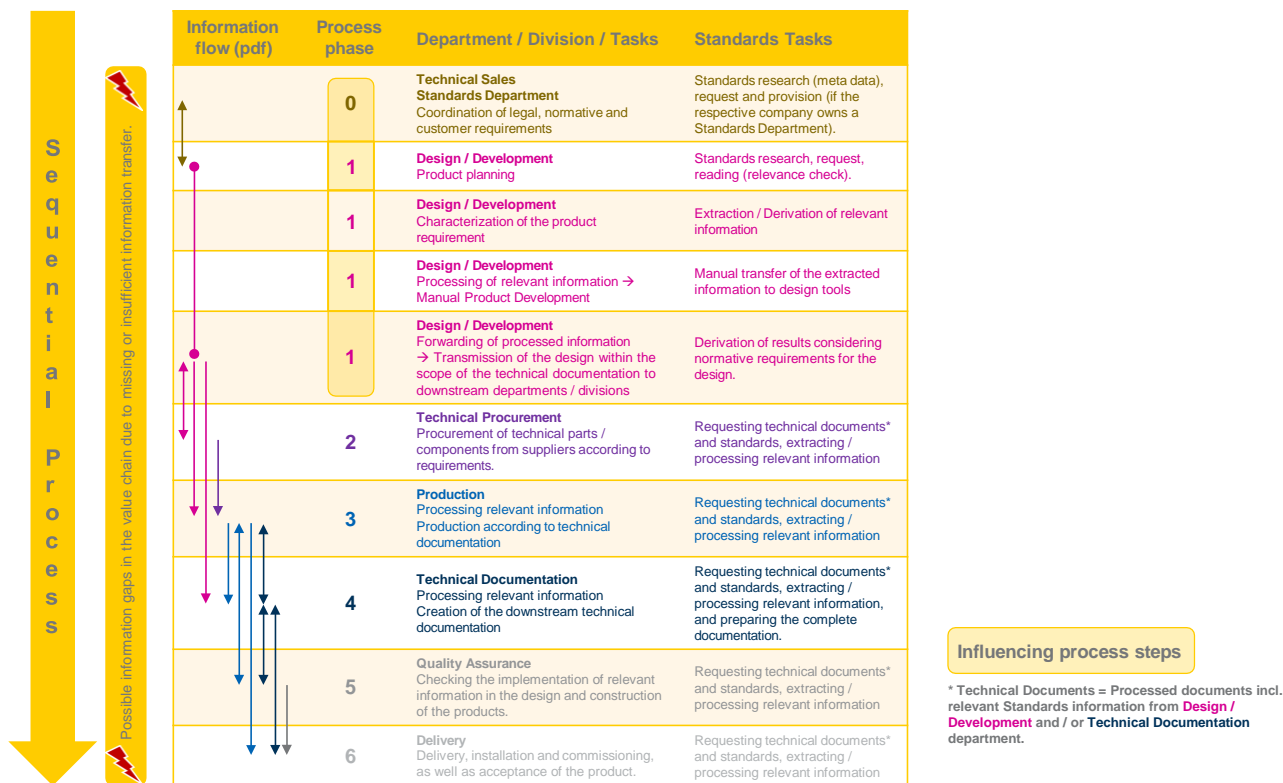 Sequential Process
Possible information gaps in the value chain due to missing or insufficient information transfer.
Information
flow (pdf)
Process
phase
Department / Division / Tasks
Standards Tasks
0
Technical Sales
Standards Department
Coordination of legal, normative and
customer requirements
Standards research (meta data),
request and provision (if the
respective company owns a
Standards Department).
1
Design / Development
Product planning
Standards research, request,
reading (relevance check).
1
Design / Development
Characterization of the product
requirement
Extraction / Derivation of relevant
information
1
Design / Development
Processing of relevant information →
Manual Product Development
Manual transfer of the extracted
information to design tools
1
Design / Development
Forwarding of processed information
→ Transmission of the design within the
scope of the technical documentation to
downstream departments / divisions
Derivation of results considering
normative requirements for the
design.
2
Technical Procurement
Procurement of technical parts /
components from suppliers according to
requirements.
Requesting technical documents*
and standards, extracting /
processing relevant information
3
Production
Processing relevant information
Production according to technical
documentation
Requesting technical documents*
and standards, extracting /
processing relevant information
4
Technical Documentation
Processing relevant information
Creation of the downstream technical
documentation
Requesting technical documents*
and standards, extracting /
processing relevant information,
and preparing the complete
documentation.
5
Quality Assurance
Checking the implementation of relevant
information in the design and construction
of the products.
Requesting technical documents*
and standards, extracting /
processing relevant information
6
Delivery
Delivery, installation and commissioning,
as well as acceptance of the product.
Requesting technical documents*
and standards, extracting /
processing relevant information
Influencing process steps
* Technical Documents = Processed documents incl.
relevant Standards information from Design /
Development and / or Technical Documentation
department.